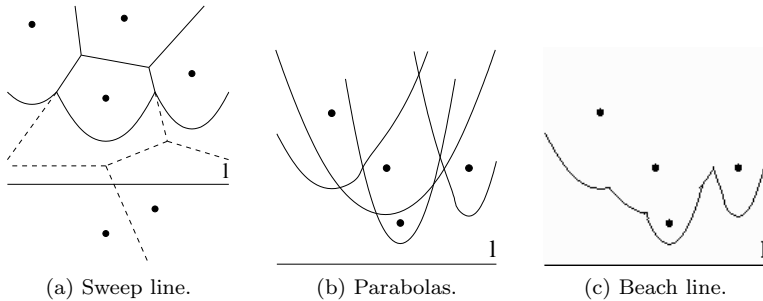 l
l
l
(a) Sweep line.
(b) Parabolas.
(c) Beach line.